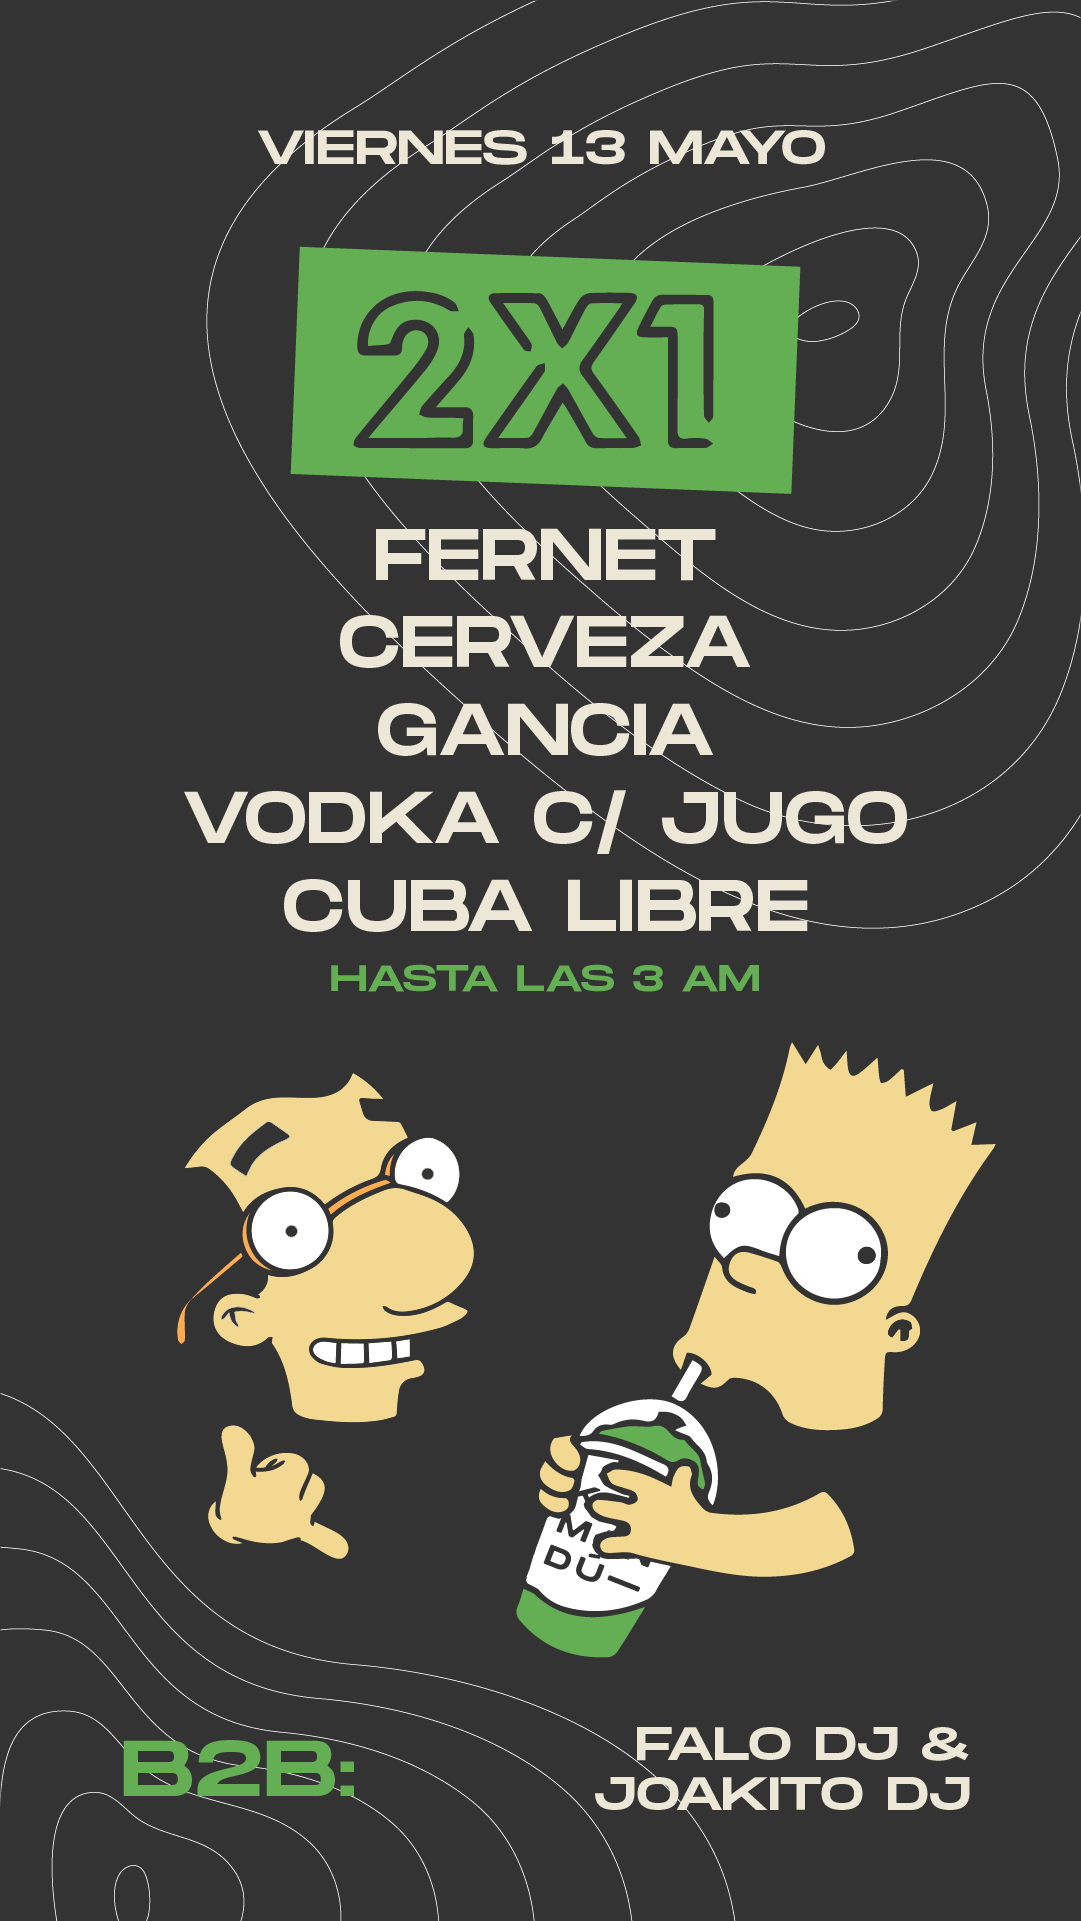 VIERNES 13 MAYO
2X1
FERNET
CERVEZA
GANCIA
VODKA C/ JUGO
CUBA LIBRE
HASTA LAS 3 AM
B2B:
FALO DJ &
JOAKITO DJ